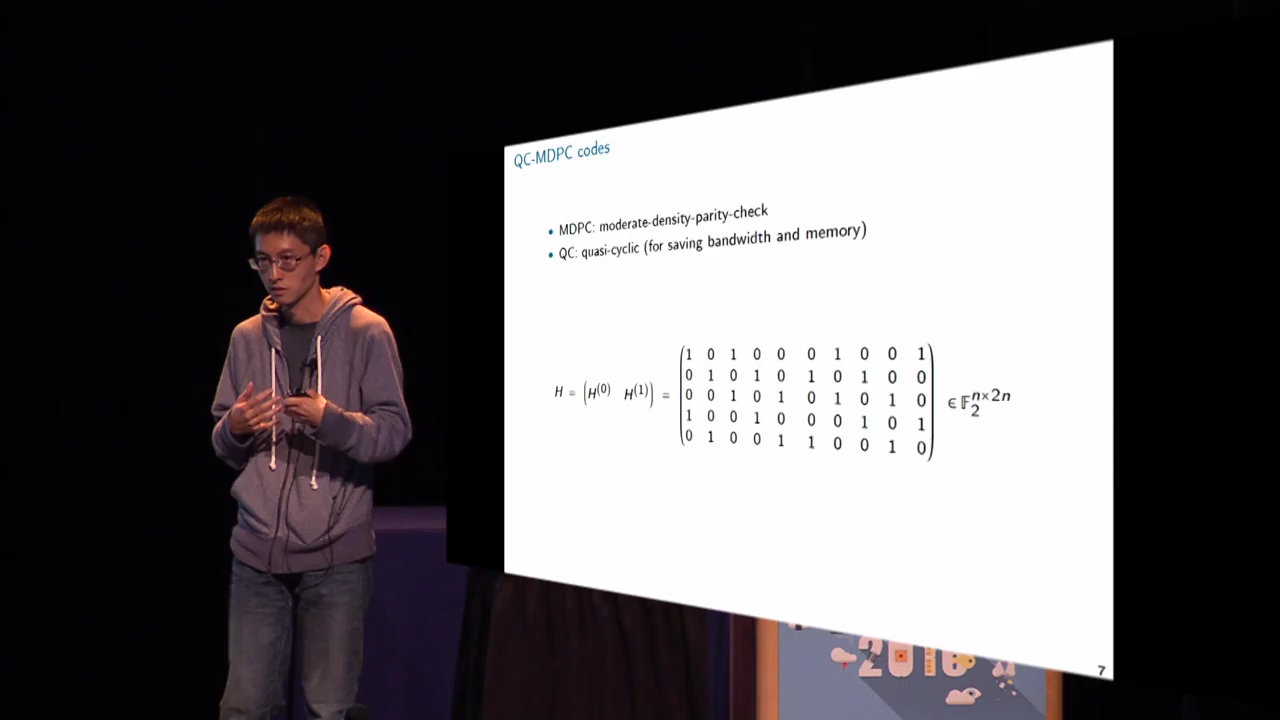 QC-MDPC codes
• MDPC: moderate-density-parity-check
• QC: quasi-cyclic (for saving bandwidth and memory)
H = (H⁽⁰⁾ H⁽¹⁾) =
1 0 1 0 0 0 1 0 0 1
0 1 0 1 0 1 0 1 0 0
0 0 1 0 1 0 1 0 1 0
1 0 0 1 0 0 0 1 0 1
0 1 0 0 1 1 0 0 1 0
∈ 𝔽₂ⁿˣ²ⁿ
7
2016